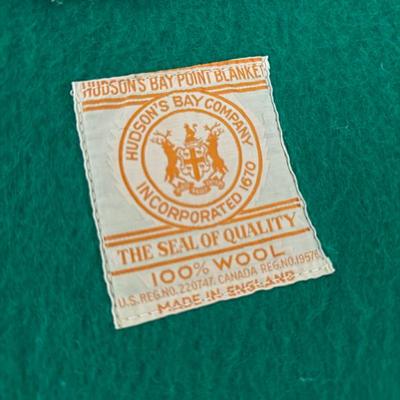 HUDSON'S BAY POINT BLANKET
HUDSON'S BAY COMPANY
INCORPORATED 1670
THE SEAL OF QUALITY
100% WOOL
U.S. REG. NO. 220747. CANADA REG. NO. 19576
MADE IN ENGLAND